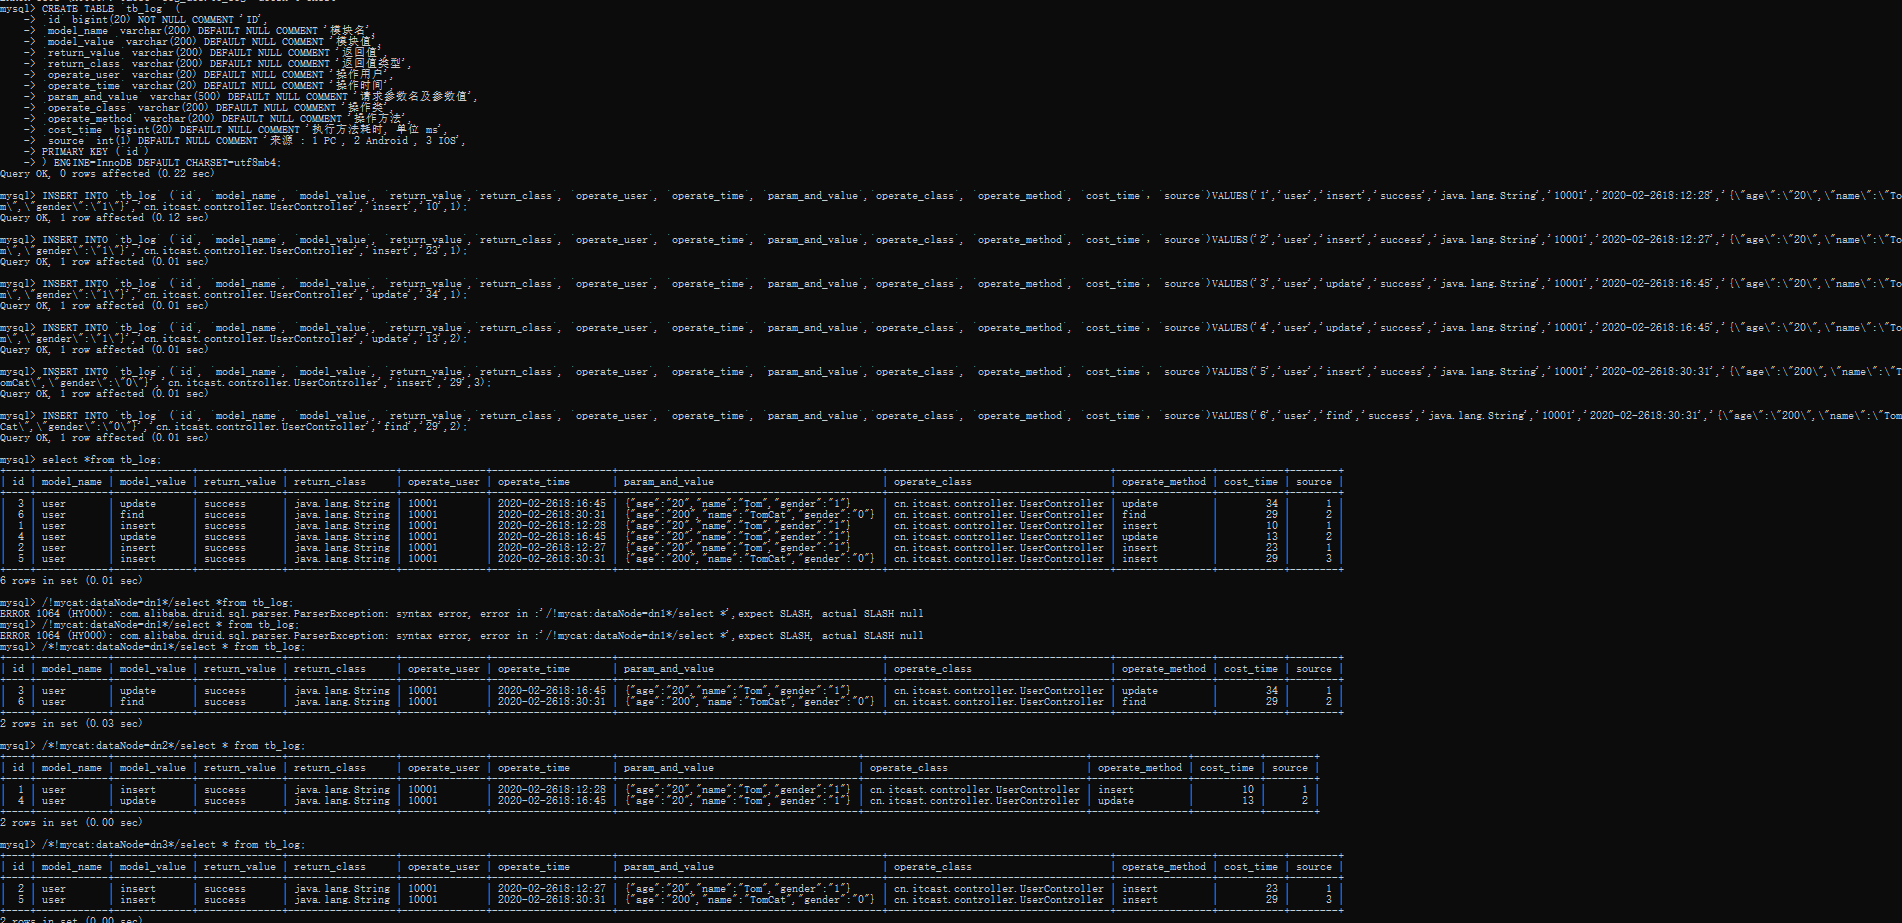 mysql> CREATE TABLE `tb_log` (
    -> `id` bigint(20) NOT NULL COMMENT 'ID',
    -> `model_name` varchar(200) DEFAULT NULL COMMENT '模块名',
    -> `model_value` varchar(200) DEFAULT NULL COMMENT '模块值',
    -> `return_value` varchar(200) DEFAULT NULL COMMENT '返回值',
    -> `return_class` varchar(200) DEFAULT NULL COMMENT '返回值类型',
    -> `operate_user` varchar(20) DEFAULT NULL COMMENT '操作用户',
    -> `operate_time` varchar(20) DEFAULT NULL COMMENT '操作时间',
    -> `param_and_value` varchar(500) DEFAULT NULL COMMENT '请求参数名及参数值',
    -> `operate_class` varchar(200) DEFAULT NULL COMMENT '操作类',
    -> `operate_method` varchar(200) DEFAULT NULL COMMENT '操作方法',
    -> `cost_time` bigint(20) DEFAULT NULL COMMENT '执行方法耗时, 单位 ms',
    -> `source` int(1) DEFAULT NULL COMMENT '来源 : 1 PC , 2 Android , 3 IOS',
    -> PRIMARY KEY (`id`)
    -> ) ENGINE=InnoDB DEFAULT CHARSET=utf8mb4;
Query OK, 0 rows affected (0.22 sec)
mysql> INSERT INTO `tb_log` (`id`, `model_name`, `model_value`, `return_value`,`return_class`, `operate_user`, `operate_time`, `param_and_value`,`operate_class`, `operate_method`, `cost_time`, `source`)VALUES('1','user','insert','success','java.lang.String','10001','2020-02-2618:12:28','{\"age\":\"20\",\"name\":\"To
m\",\"gender\":\"1\"}','cn.itcast.controller.UserController','insert','10',1);
Query OK, 1 row affected (0.12 sec)
mysql> INSERT INTO `tb_log` (`id`, `model_name`, `model_value`, `return_value`,`return_class`, `operate_user`, `operate_time`, `param_and_value`,`operate_class`, `operate_method`, `cost_time`, `source`)VALUES('2','user','insert','success','java.lang.String','10001','2020-02-2618:12:27','{\"age\":\"20\",\"name\":\"To
m\",\"gender\":\"1\"}','cn.itcast.controller.UserController','insert','23',1);
Query OK, 1 row affected (0.01 sec)
mysql> INSERT INTO `tb_log` (`id`, `model_name`, `model_value`, `return_value`,`return_class`, `operate_user`, `operate_time`, `param_and_value`,`operate_class`, `operate_method`, `cost_time`, `source`)VALUES('3','user','update','success','java.lang.String','10001','2020-02-2618:16:45','{\"age\":\"20\",\"name\":\"To
m\",\"gender\":\"1\"}','cn.itcast.controller.UserController','update','34',1);
Query OK, 1 row affected (0.01 sec)
mysql> INSERT INTO `tb_log` (`id`, `model_name`, `model_value`, `return_value`,`return_class`, `operate_user`, `operate_time`, `param_and_value`,`operate_class`, `operate_method`, `cost_time`, `source`)VALUES('4','user','update','success','java.lang.String','10001','2020-02-2618:16:45','{\"age\":\"20\",\"name\":\"To
m\",\"gender\":\"1\"}','cn.itcast.controller.UserController','update','13',2);
Query OK, 1 row affected (0.01 sec)
mysql> INSERT INTO `tb_log` (`id`, `model_name`, `model_value`, `return_value`,`return_class`, `operate_user`, `operate_time`, `param_and_value`,`operate_class`, `operate_method`, `cost_time`, `source`)VALUES('5','user','insert','success','java.lang.String','10001','2020-02-2618:30:31','{\"age\":\"200\",\"name\":\"T
omCat\",\"gender\":\"0\"}','cn.itcast.controller.UserController','insert','29',3);
Query OK, 1 row affected (0.01 sec)
mysql> INSERT INTO `tb_log` (`id`, `model_name`, `model_value`, `return_value`,`return_class`, `operate_user`, `operate_time`, `param_and_value`,`operate_class`, `operate_method`, `cost_time`, `source`)VALUES('6','user','find','success','java.lang.String','10001','2020-02-2618:30:31','{\"age\":\"200\",\"name\":\"Tom
Cat\",\"gender\":\"0\"}','cn.itcast.controller.UserController','find','29',2);
Query OK, 1 row affected (0.01 sec)
mysql> select *from tb_log;
| id | model_name | model_value | return_value | return_class | operate_user | operate_time | param_and_value | operate_class | operate_method | cost_time | source |
| 3 | user | update | success | java.lang.String | 10001 | 2020-02-2618:16:45 | {"age":"20","name":"Tom","gender":"1"} | cn.itcast.controller.UserController | update | 34 | 1 |
| 6 | user | find | success | java.lang.String | 10001 | 2020-02-2618:30:31 | {"age":"200","name":"TomCat","gender":"0"} | cn.itcast.controller.UserController | find | 29 | 2 |
| 1 | user | insert | success | java.lang.String | 10001 | 2020-02-2618:12:28 | {"age":"20","name":"Tom","gender":"1"} | cn.itcast.controller.UserController | insert | 10 | 1 |
| 4 | user | update | success | java.lang.String | 10001 | 2020-02-2618:16:45 | {"age":"20","name":"Tom","gender":"1"} | cn.itcast.controller.UserController | update | 13 | 2 |
| 2 | user | insert | success | java.lang.String | 10001 | 2020-02-2618:12:27 | {"age":"20","name":"Tom","gender":"1"} | cn.itcast.controller.UserController | insert | 23 | 1 |
| 5 | user | insert | success | java.lang.String | 10001 | 2020-02-2618:30:31 | {"age":"200","name":"TomCat","gender":"0"} | cn.itcast.controller.UserController | insert | 29 | 3 |
6 rows in set (0.01 sec)
mysql> /!mycat:dataNode=dn1*/select *from tb_log;
ERROR 1064 (HY000): com.alibaba.druid.sql.parser.ParserException: syntax error, error in :'/!mycat:dataNode=dn1*/select *',expect SLASH, actual SLASH null
mysql> /!mycat:dataNode=dn1*/select * from tb_log;
ERROR 1064 (HY000): com.alibaba.druid.sql.parser.ParserException: syntax error, error in :'/!mycat:dataNode=dn1*/select *',expect SLASH, actual SLASH null
mysql> /*!mycat:dataNode=dn1*/select * from tb_log;
| id | model_name | model_value | return_value | return_class | operate_user | operate_time | param_and_value | operate_class | operate_method | cost_time | source |
| 3 | user | update | success | java.lang.String | 10001 | 2020-02-2618:16:45 | {"age":"20","name":"Tom","gender":"1"} | cn.itcast.controller.UserController | update | 34 | 1 |
| 6 | user | find | success | java.lang.String | 10001 | 2020-02-2618:30:31 | {"age":"200","name":"TomCat","gender":"0"} | cn.itcast.controller.UserController | find | 29 | 2 |
2 rows in set (0.03 sec)
mysql> /*!mycat:dataNode=dn2*/select * from tb_log;
| id | model_name | model_value | return_value | return_class | operate_user | operate_time | param_and_value | operate_class | operate_method | cost_time | source |
| 1 | user | insert | success | java.lang.String | 10001 | 2020-02-2618:12:28 | {"age":"20","name":"Tom","gender":"1"} | cn.itcast.controller.UserController | insert | 10 | 1 |
| 4 | user | update | success | java.lang.String | 10001 | 2020-02-2618:16:45 | {"age":"20","name":"Tom","gender":"1"} | cn.itcast.controller.UserController | update | 13 | 2 |
2 rows in set (0.00 sec)
mysql> /*!mycat:dataNode=dn3*/select * from tb_log;
| id | model_name | model_value | return_value | return_class | operate_user | operate_time | param_and_value | operate_class | operate_method | cost_time | source |
| 2 | user | insert | success | java.lang.String | 10001 | 2020-02-2618:12:27 | {"age":"20","name":"Tom","gender":"1"} | cn.itcast.controller.UserController | insert | 23 | 1 |
| 5 | user | insert | success | java.lang.String | 10001 | 2020-02-2618:30:31 | {"age":"200","name":"TomCat","gender":"0"} | cn.itcast.controller.UserController | insert | 29 | 3 |
2 rows in set (0.00 sec)